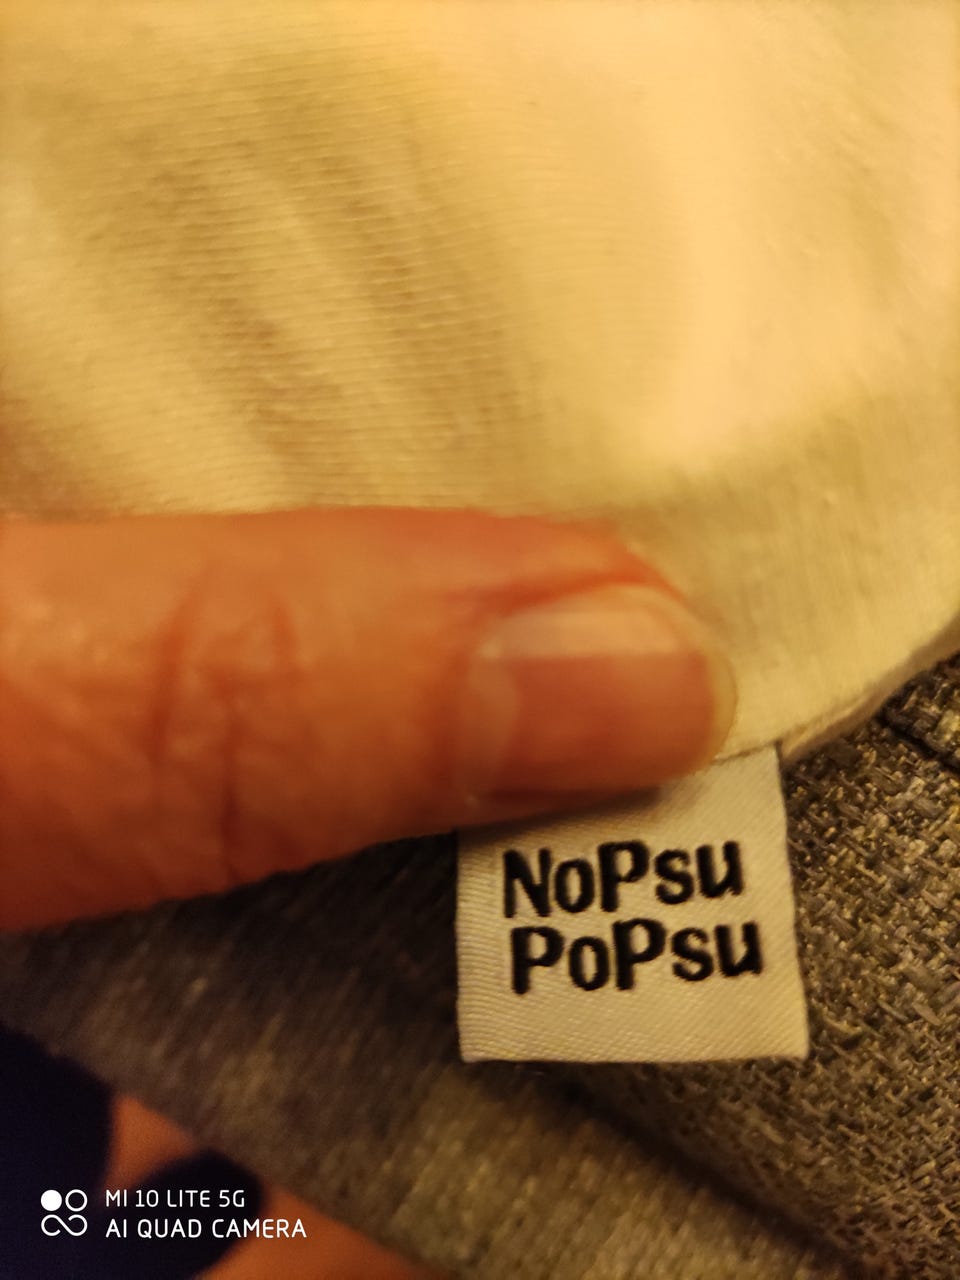 NoPsu
PoPsu
MI 10 LITE 5G
AI QUAD CAMERA